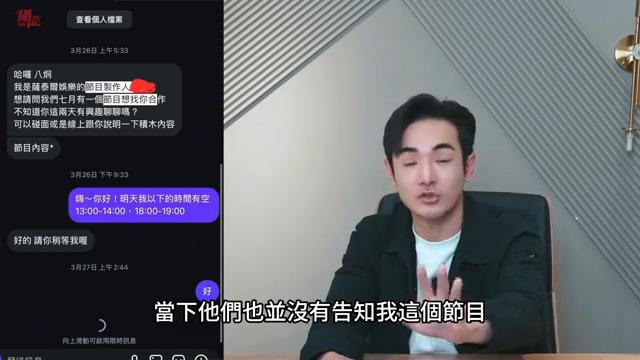 查看個人檔案
3月26日 上午5:33
哈囉 八炯
我是薩泰爾娛樂的節目製作人
想請問我們七月有一個節目想找你合作
不知道你這兩天有興趣聊聊嗎？
可以碰面或是線上跟你說明一下積木內容
節目內容*
3月26日 下午9:23
嗨～你好！明天我以下的時間有空
13:00-14:00，18:00-19:00
好的 請你稍等我喔
3月27日 上午2:44
好
向上滑動可啟用限時訊息
當下他們也並沒有告知我這個節目